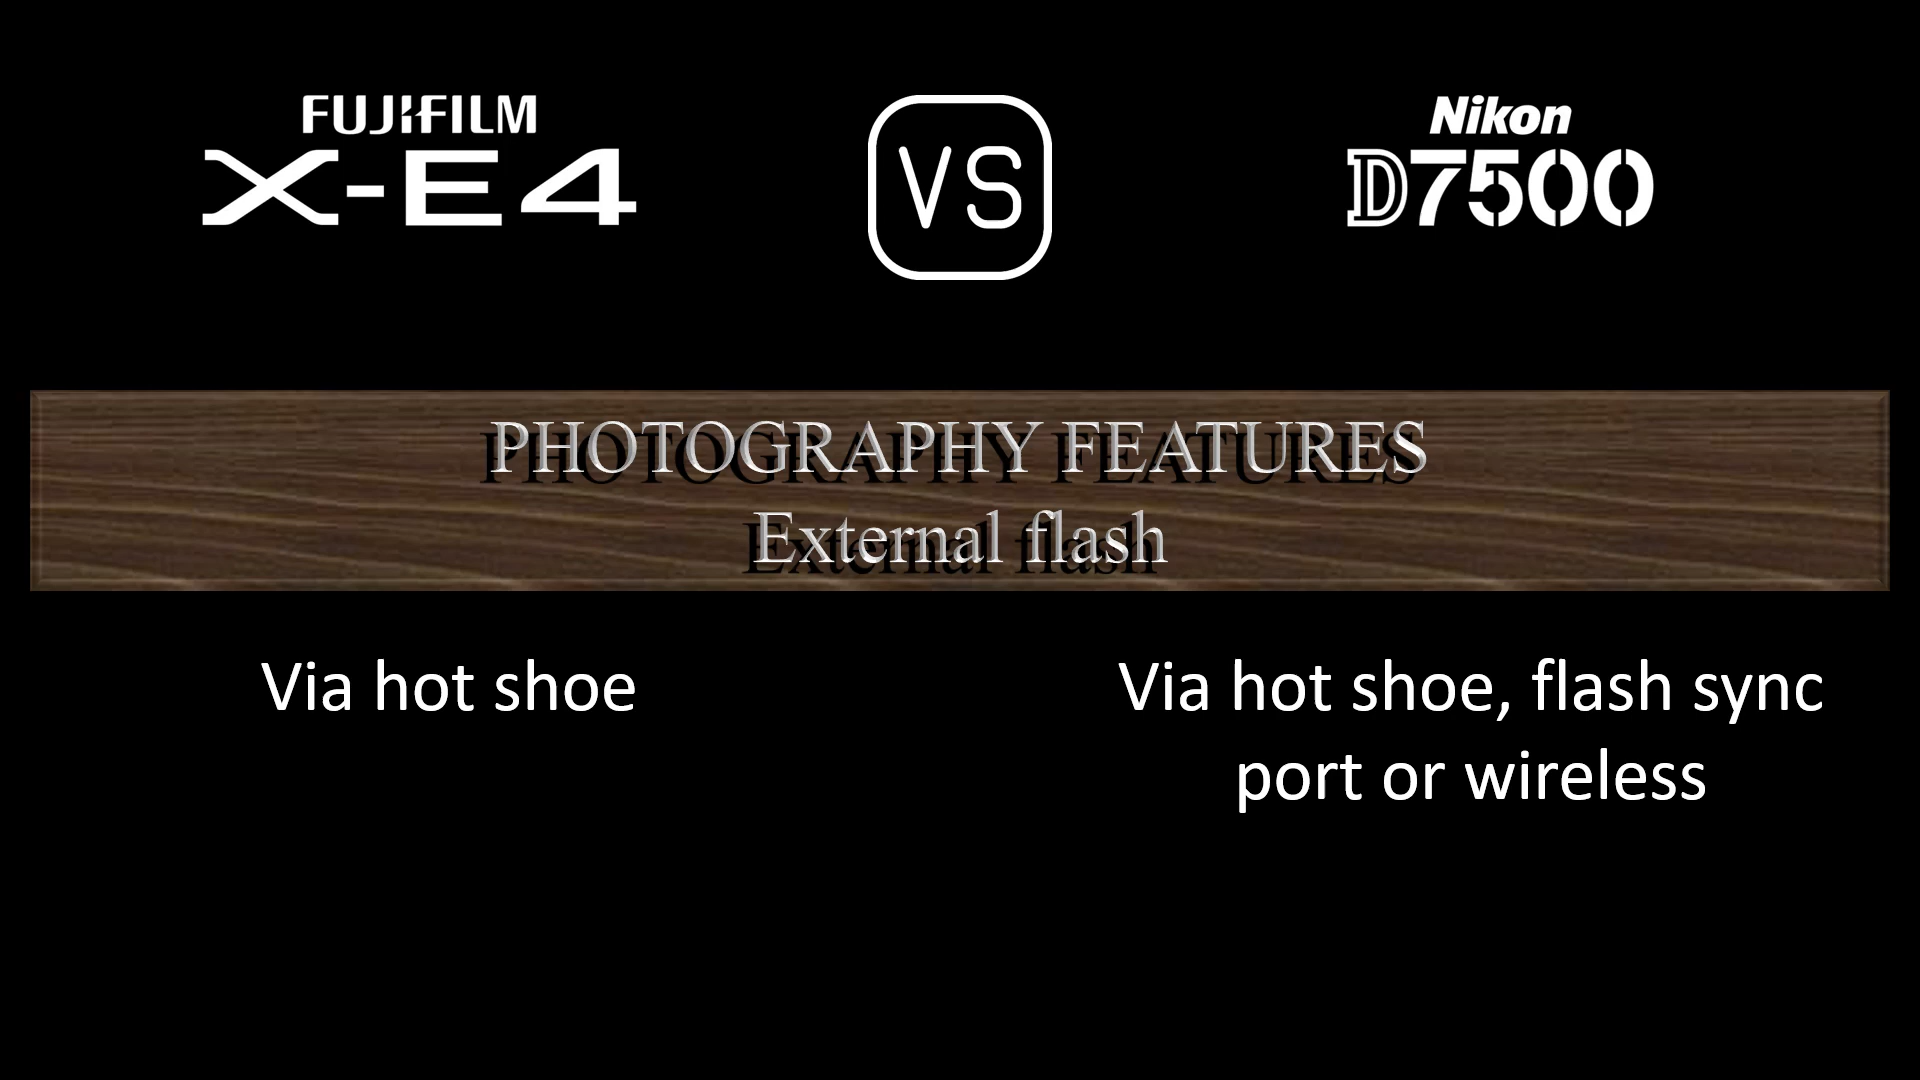 FUJIFILM
X-E4
VS
Nikon
D7500
PHOTOGRAPHY FEATURES
External flash
Via hot shoe
Via hot shoe, flash sync
port or wireless